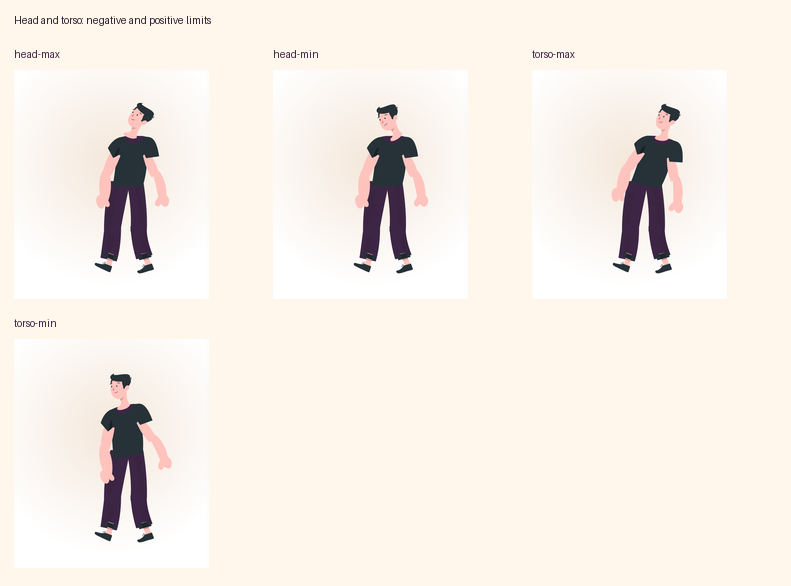 Head and torso: negative and positive limits
head-max
head-min
torso-max
torso-min